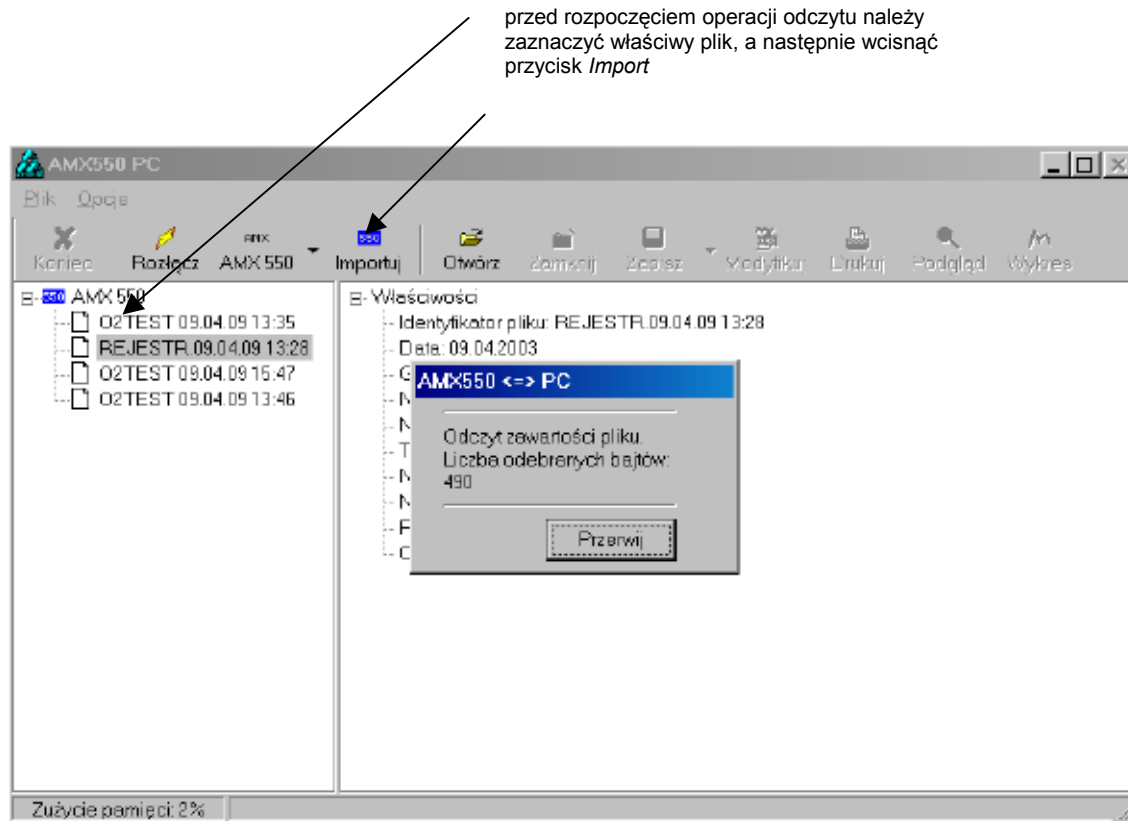 przed rozpoczęciem operacji odczytu należy
zaznaczyć właściwy plik, a następnie wcisnąć
przycisk Import
AMX550 PC
Plik Opcje
Koniec Rozłącz AMX 550 Importuj Otwórz Zamknij Zapisz Modyfikuj Drukuj Podgląd Wykres
AMX 550
O2TEST 09.04.09 13:35
REJESTR.09.04.09 13:28
O2TEST 09.04.09 15:47
O2TEST 09.04.09 13:46
Właściwości
Identyfikator pliku: REJESTR.09.04.09 13:28
Data: 09.04.2003
AMX550 <=> PC
Odczyt zawartości pliku.
Liczba odebranych bajtów:
490
Przerwij
Zużycie pamięci: 2%